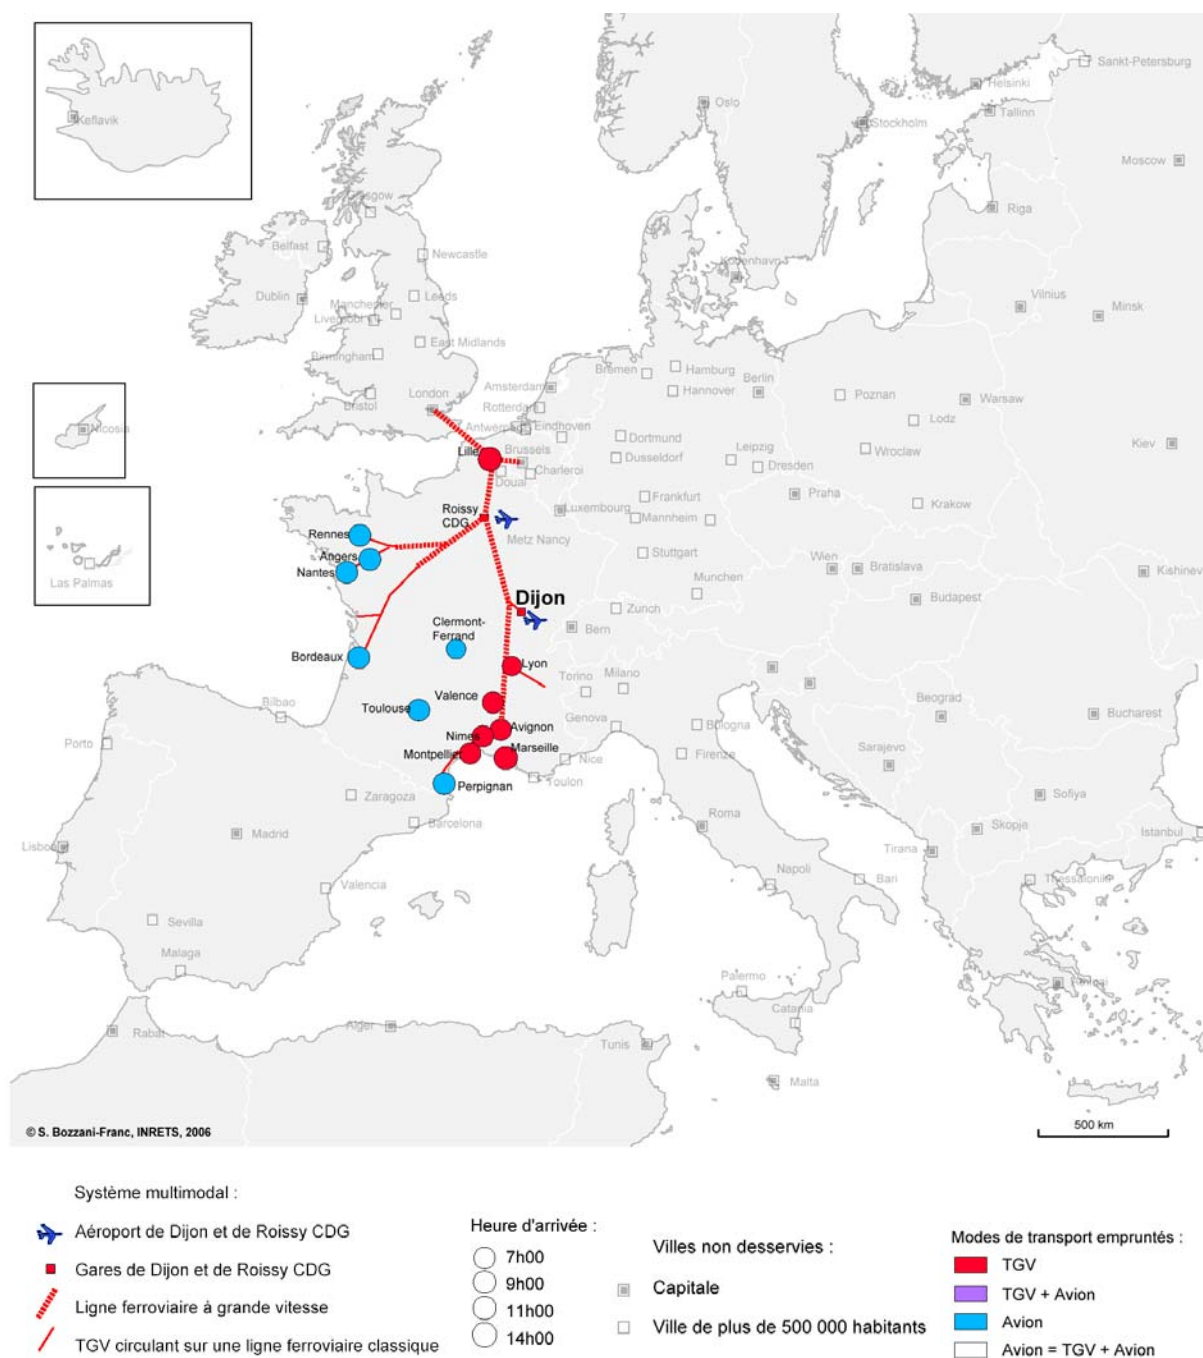 Keflavik
Glasgow
Belfast
Newcastle
Dublin
Leeds
Manchester
Liverpool
East Midlands
Birmingham
Bristol
London
Oslo
Stockholm
Helsinki
Tallinn
Sankt-Petersburg
Moscow
Riga
Kobenhavn
Vilnius
Minsk
Nicosia
Las Palmas
Amsterdam
Rotterdam
Antwerpen
Eindhoven
Bremen
Hamburg
Hannover
Berlin
Poznan
Warsaw
Lodz
Kiev
Lille
Brussels
Charleroi
Douai
Dortmund
Dusseldorf
Leipzig
Dresden
Wroclaw
Roissy
CDG
Luxembourg
Frankfurt
Mannheim
Praha
Krakow
Metz Nancy
Rennes
Angers
Nantes
Stuttgart
Munchen
Wien
Bratislava
Kishinev
Budapest
Dijon
Zurich
Bern
Clermont-
Ferrand
Bordeaux
Lyon
Valence
Torino
Milano
Toulouse
Avignon
Genova
Bologna
Beograd
Bucharest
Bilbao
Nimes
Montpellier
Marseille
Nice
Toulon
Firenze
Sarajevo
Porto
Perpignan
Zaragoza
Barcelona
Madrid
Lisboa
Roma
Sofiya
Skopje
Tirana
Istanbul
Valencia
Napoli
Bari
Thessaloniki
Sevilla
Malaga
Palermo
Catania
Rabat
Alger
Tunis
Malta
© S. Bozzani-Franc, INRETS, 2006
500 km
Système multimodal :
Aéroport de Dijon et de Roissy CDG
Gares de Dijon et de Roissy CDG
Ligne ferroviaire à grande vitesse
TGV circulant sur une ligne ferroviaire classique
Heure d'arrivée :
7h00
9h00
11h00
14h00
Villes non desservies :
Capitale
Ville de plus de 500 000 habitants
Modes de transport empruntés :
TGV
TGV + Avion
Avion
Avion = TGV + Avion